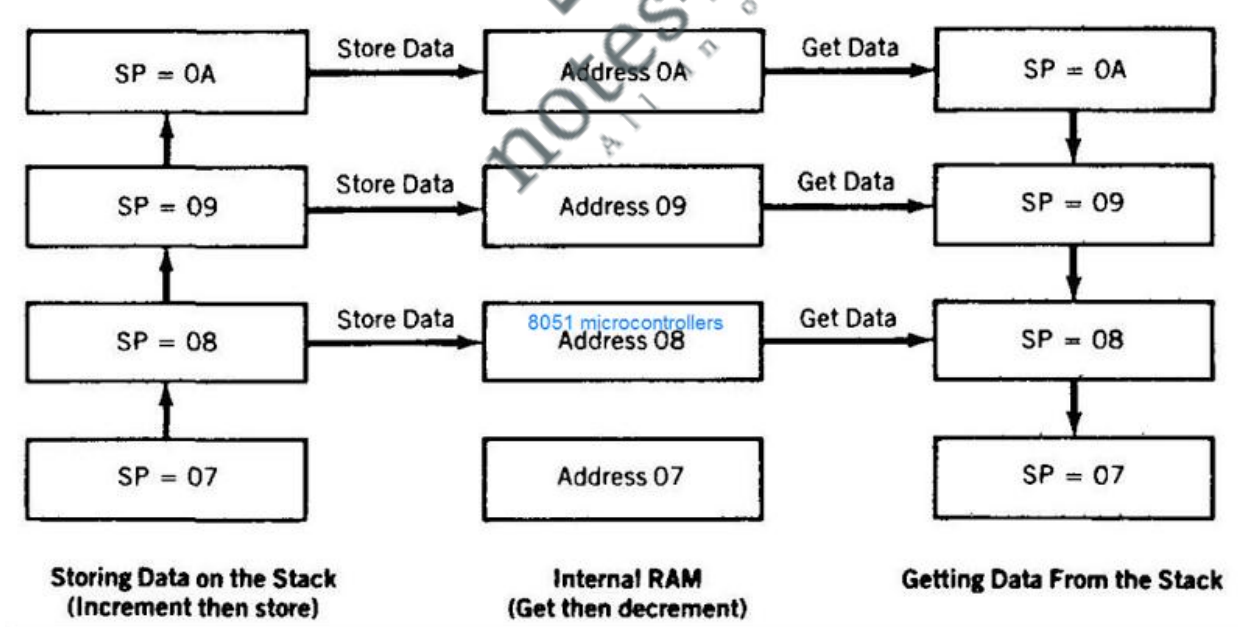 Store Data
Get Data
SP = 0A
Address 0A
SP = 0A
Store Data
Get Data
SP = 09
Address 09
SP = 09
Store Data
Get Data
SP = 08
8051 microcontrollers
Address 08
SP = 08
SP = 07
Address 07
SP = 07
Storing Data on the Stack
(Increment then store)
Internal RAM
(Get then decrement)
Getting Data From the Stack
notes